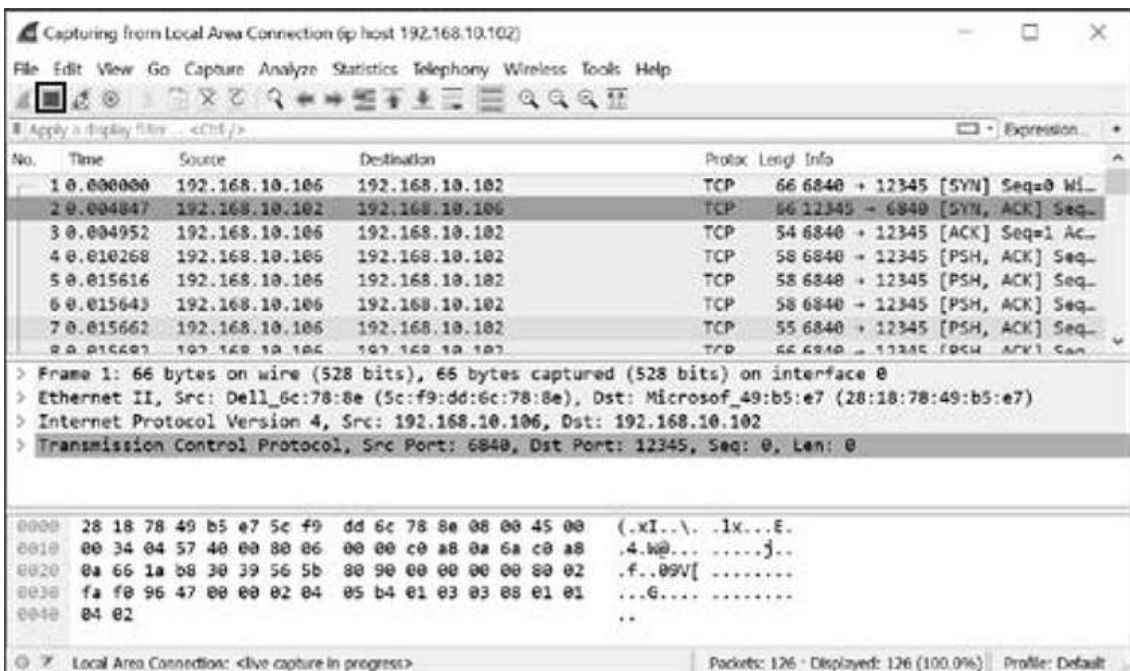 Capturing from Local Area Connection (ip host 192.168.10.102)
File Edit View Go Capture Analyze Statistics Telephony Wireless Tools Help
Apply a display filter ... <Ctrl-/> Expression...
No. Time Source Destination Protoc Lengt Info
1 0.000000 192.168.10.106 192.168.10.102 TCP 66 6840 → 12345 [SYN] Seq=0 Wi…
2 0.004847 192.168.10.102 192.168.10.106 TCP 66 12345 → 6840 [SYN, ACK] Seq…
3 0.004952 192.168.10.106 192.168.10.102 TCP 54 6840 → 12345 [ACK] Seq=1 Ac…
4 0.010268 192.168.10.106 192.168.10.102 TCP 58 6840 → 12345 [PSH, ACK] Seq…
5 0.015616 192.168.10.106 192.168.10.102 TCP 58 6840 → 12345 [PSH, ACK] Seq…
6 0.015643 192.168.10.106 192.168.10.102 TCP 58 6840 → 12345 [PSH, ACK] Seq…
7 0.015662 192.168.10.106 192.168.10.102 TCP 55 6840 → 12345 [PSH, ACK] Seq…
192.168.10.106 192.168.10.102 TCP 6840 → 12345 [PSH, ACK] Seq
> Frame 1: 66 bytes on wire (528 bits), 66 bytes captured (528 bits) on interface 0
> Ethernet II, Src: Dell_6c:78:8e (5c:f9:dd:6c:78:8e), Dst: Microsof_49:b5:e7 (28:18:78:49:b5:e7)
> Internet Protocol Version 4, Src: 192.168.10.106, Dst: 192.168.10.102
> Transmission Control Protocol, Src Port: 6840, Dst Port: 12345, Seq: 0, Len: 0
0000 28 18 78 49 b5 e7 5c f9 dd 6c 78 8e 08 00 45 00 (.xI..\. .lx...E.
0010 00 34 04 57 40 00 80 06 00 00 c0 a8 0a 6a c0 a8 .4.W@... .....j..
0020 0a 66 1a b8 30 39 56 5b 80 90 00 00 00 00 80 02 .f..09V[ ........
0030 fa f0 96 47 00 00 02 04 05 b4 01 03 03 08 01 01 ...G.... ........
0040 04 02 ..
Local Area Connection: <live capture in progress> Packets: 126 · Displayed: 126 (100.0%) Profile: Default